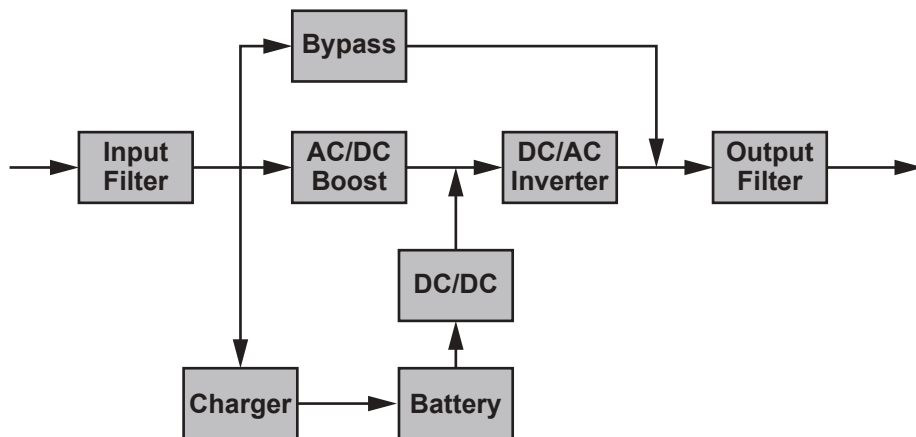 Bypass
Input
Filter
AC/DC
Boost
DC/AC
Inverter
Output
Filter
DC/DC
Charger
Battery